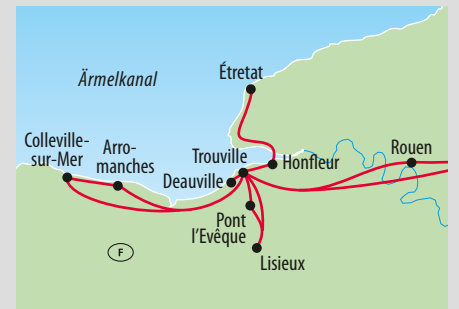 Étretat
Ärmelkanal
Colleville-
sur-Mer
Arro-
manches
Trouville
Deauville
Honfleur
Rouen
Pont
l'Evêque
Lisieux
F